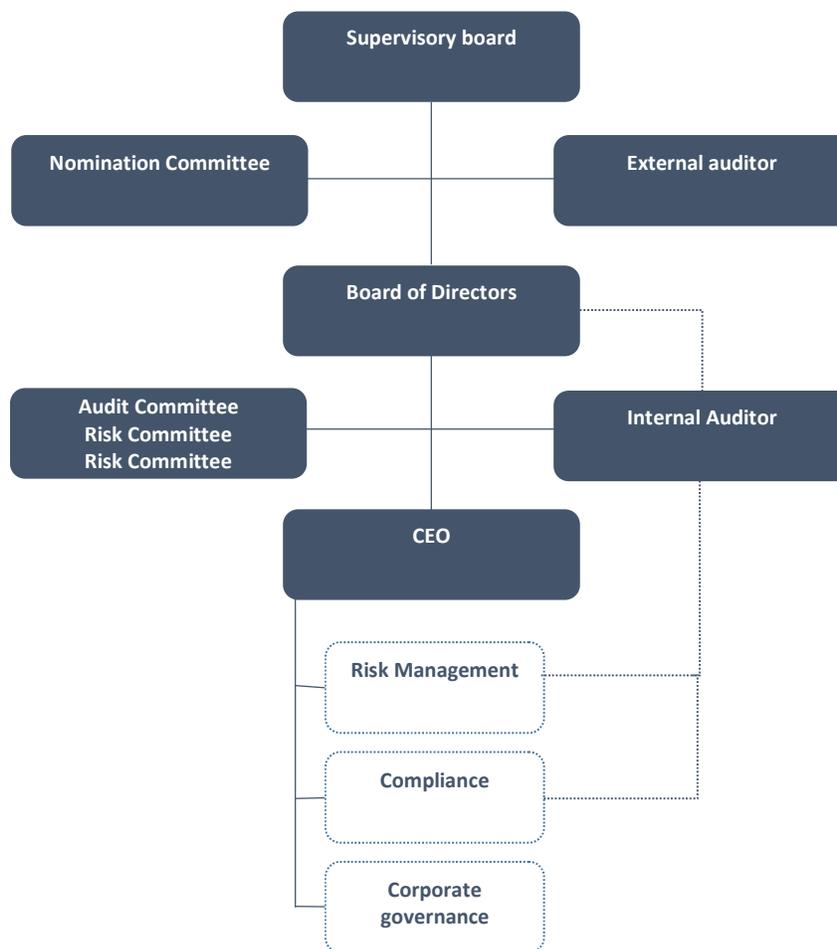 Supervisory board
Nomination Committee
External auditor
Board of Directors
Audit Committee
Risk Committee
Risk Committee
Internal Auditor
CEO
Risk Management
Compliance
Corporate
governance